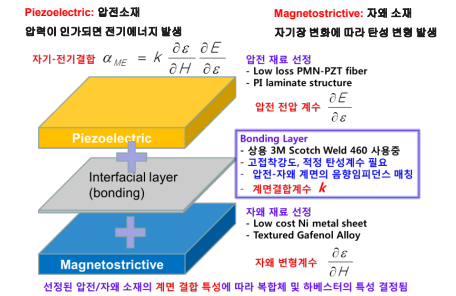 Piezoelectric: 압전소재
압력이 인가되면 전기에너지 발생
Magnetostrictive: 자왜 소재
자기장 변화에 따라 탄성 변형 발생
자기-전기결합 α_ME = k ∂ε/∂H ∂E/∂ε
압전 재료 선정
- Low loss PMN-PZT fiber
- PI laminate structure
압전 전압 계수 ∂E/∂ε
Piezoelectric
Interfacial layer
(bonding)
Magnetostrictive
Bonding Layer
- 상용 3M Scotch Weld 460 사용중
- 고접착강도, 적정 탄성계수 필요
- 압전-자왜 계면의 음향임피던스 매칭
- 계면결합계수 k
자왜 재료 선정
- Low cost Ni metal sheet
- Textured Gafenol Alloy
자왜 변형계수 ∂ε/∂H
선정된 압전/자왜 소재의 계면 결합 특성에 따라 복합체 및 하베스터의 특성 결정됨